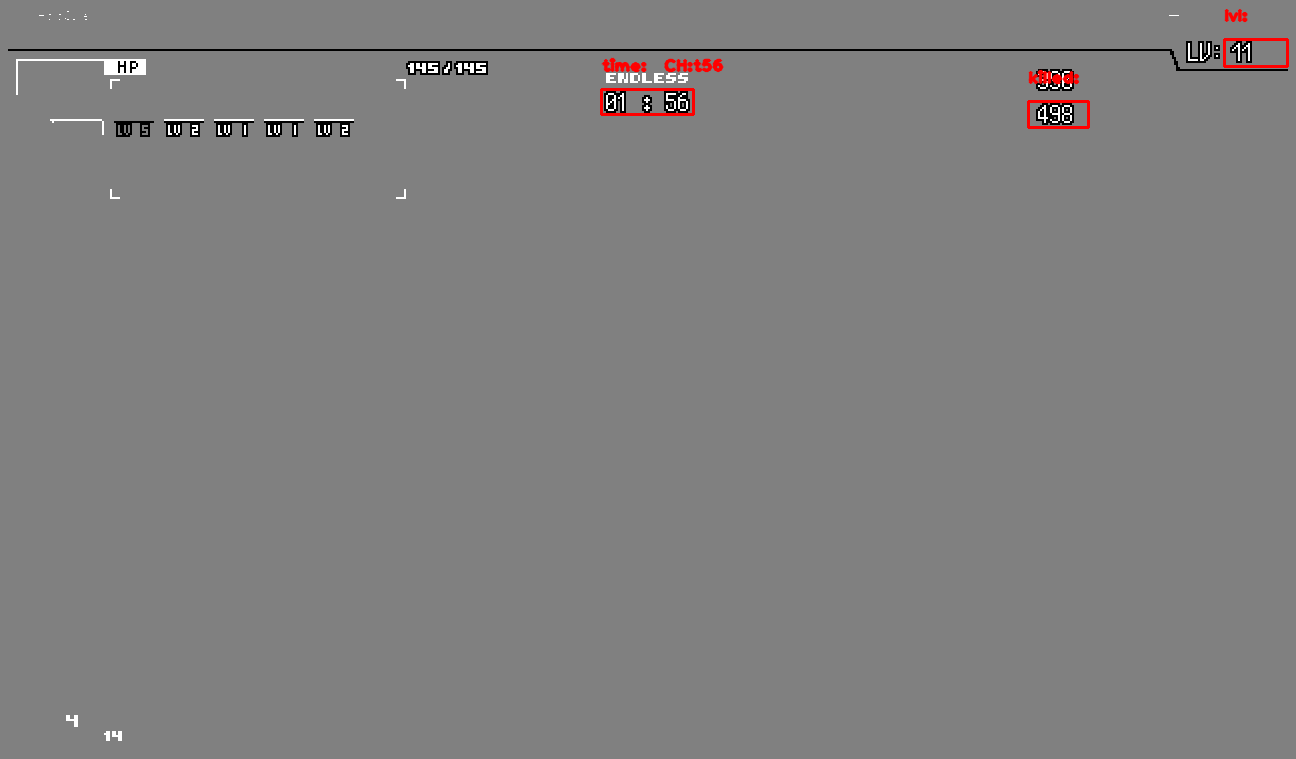 lvl:
LV: 11
HP 145/145
time: CH:t56
ENDLESS
killed:
01 : 56
498
LV 5 LV 2 LV 1 LV 1 LV 2
4
14